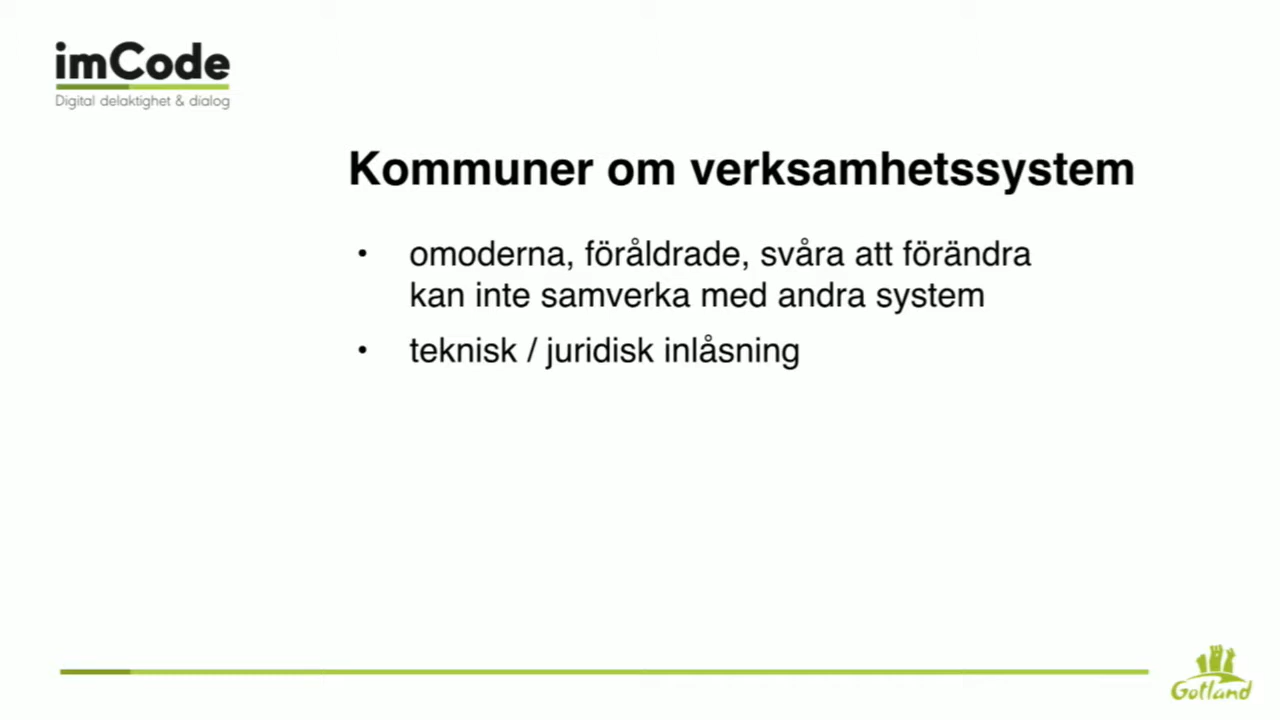 imCode
Digital delaktighet & dialog
Kommuner om verksamhetssystem
• omoderna, föråldrade, svåra att förändra
kan inte samverka med andra system
• teknisk / juridisk inlåsning
Gotland